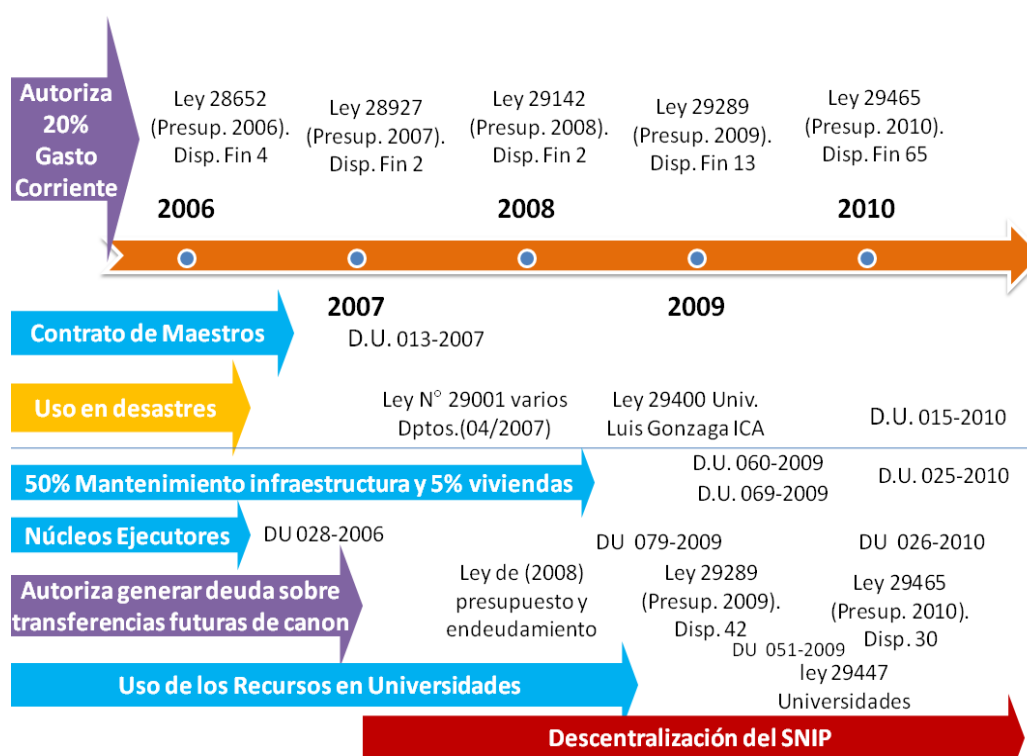 Autoriza
20%
Gasto
Corriente
Ley 28652
(Presup. 2006).
Disp. Fin 4
Ley 28927
(Presup. 2007).
Disp. Fin 2
Ley 29142
(Presup. 2008).
Disp. Fin 2
Ley 29289
(Presup. 2009).
Disp. Fin 13
Ley 29465
(Presup. 2010).
Disp. Fin 65
2006
2008
2010
2007
2009
Contrato de Maestros
D.U. 013-2007
Uso en desastres
Ley N° 29001 varios
Dptos.(04/2007)
Ley 29400 Univ.
Luis Gonzaga ICA
D.U. 015-2010
50% Mantenimiento infraestructura y 5% viviendas
D.U. 060-2009
D.U. 069-2009
D.U. 025-2010
Núcleos Ejecutores
DU 028-2006
DU 079-2009
DU 026-2010
Autoriza generar deuda sobre
transferencias futuras de canon
Ley de (2008)
presupuesto y
endeudamiento
Ley 29289
(Presup. 2009).
Disp. 42
Ley 29465
(Presup. 2010).
Disp. 30
Uso de los Recursos en Universidades
DU 051-2009
ley 29447
Universidades
Descentralización del SNIP